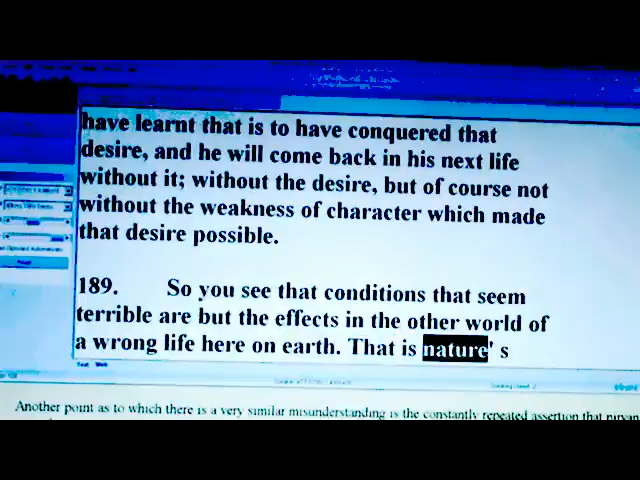 have learnt that is to have conquered that
desire, and he will come back in his next life
without it; without the desire, but of course not
without the weakness of character which made
that desire possible.
189. So you see that conditions that seem
terrible are but the effects in the other world of
a wrong life here on earth. That is nature' s
Another point as to which there is a very similar misunderstanding is the constantly repeated assertion that nirvan